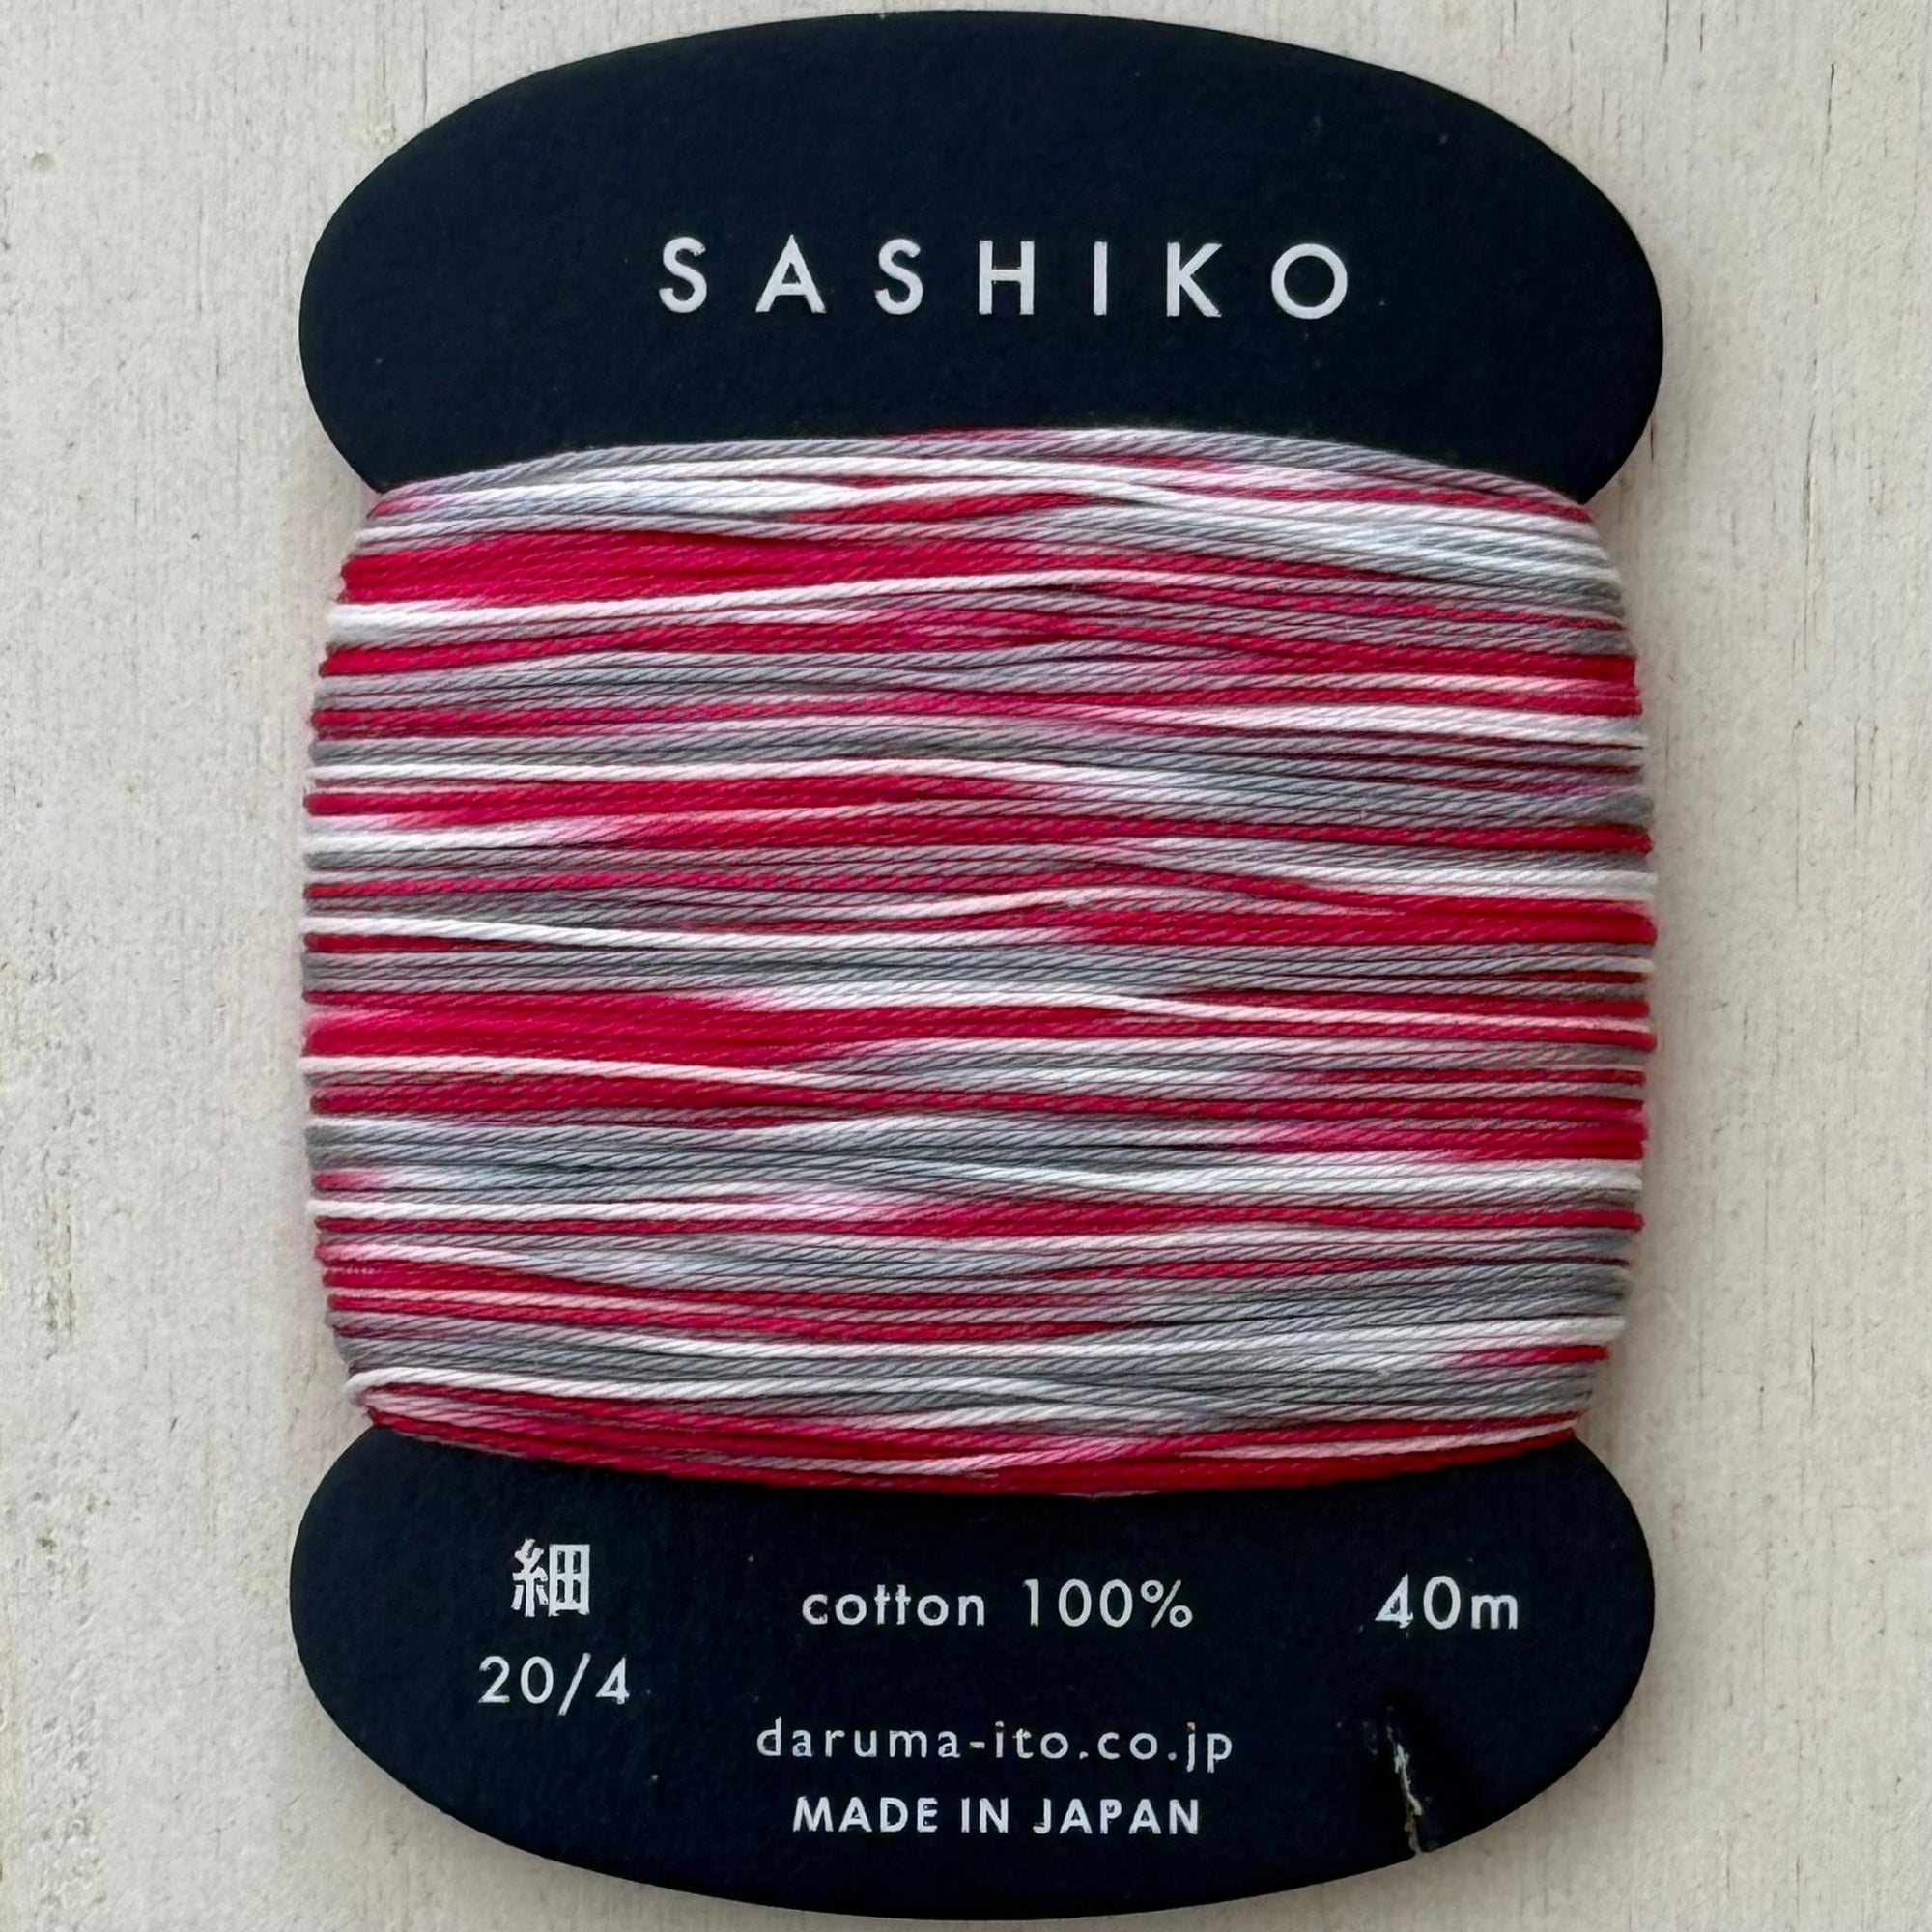 SASHIKO
細 cotton 100% 40m
20/4
daruma-ito.co.jp
MADE IN JAPAN